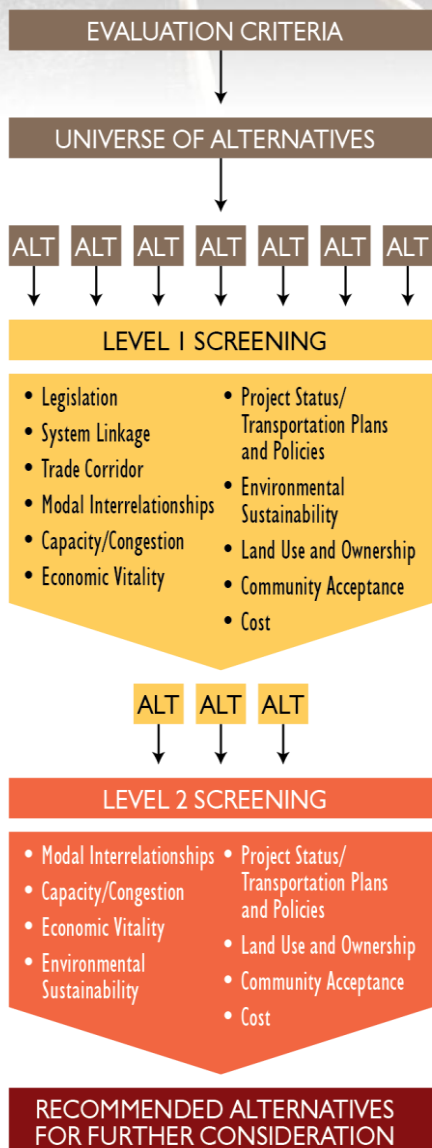 EVALUATION CRITERIA
UNIVERSE OF ALTERNATIVES
ALT ALT ALT ALT ALT ALT ALT
LEVEL 1 SCREENING
• Legislation
• System Linkage
• Trade Corridor
• Modal Interrelationships
• Capacity/Congestion
• Economic Vitality
• Project Status/
Transportation Plans
and Policies
• Environmental
Sustainability
• Land Use and Ownership
• Community Acceptance
• Cost
ALT ALT ALT
LEVEL 2 SCREENING
• Modal Interrelationships
• Capacity/Congestion
• Economic Vitality
• Environmental
Sustainability
• Project Status/
Transportation Plans
and Policies
• Land Use and Ownership
• Community Acceptance
• Cost
RECOMMENDED ALTERNATIVES
FOR FURTHER CONSIDERATION